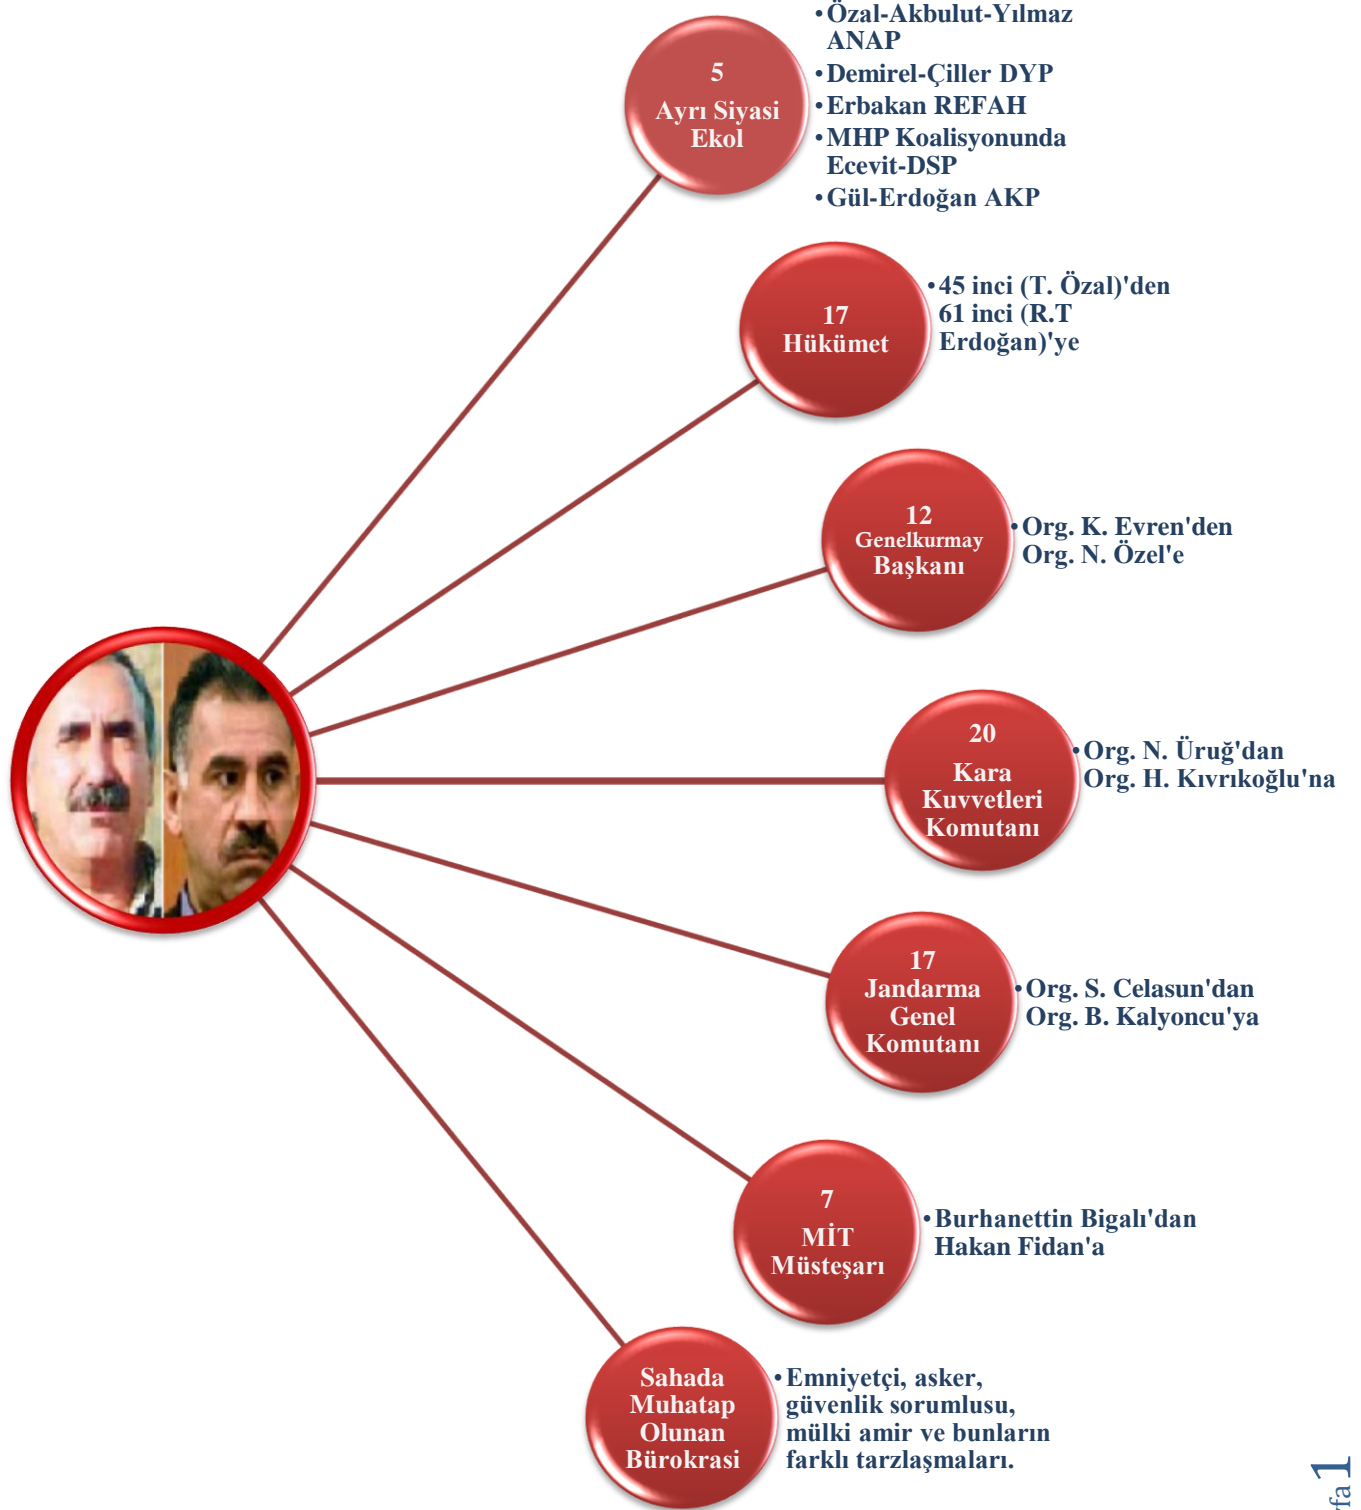 5
Ayrı Siyasi
Ekol
•Özal-Akbulut-Yılmaz
ANAP
•Demirel-Çiller DYP
•Erbakan REFAH
•MHP Koalisyonunda
Ecevit-DSP
•Gül-Erdoğan AKP
17
Hükümet
•45 inci (T. Özal)'den
61 inci (R.T
Erdoğan)'ye
12
Genelkurmay
Başkanı
•Org. K. Evren'den
Org. N. Özel'e
20
Kara
Kuvvetleri
Komutanı
•Org. N. Üruğ'dan
Org. H. Kıvrıkoğlu'na
17
Jandarma
Genel
Komutanı
•Org. S. Celasun'dan
Org. B. Kalyoncu'ya
7
MİT
Müsteşarı
•Burhanettin Bigalı'dan
Hakan Fidan'a
Sahada
Muhatap
Olunan
Bürokrasi
•Emniyetçi, asker,
güvenlik sorumlusu,
mülki amir ve bunların
farklı tarzlaşmaları.
1